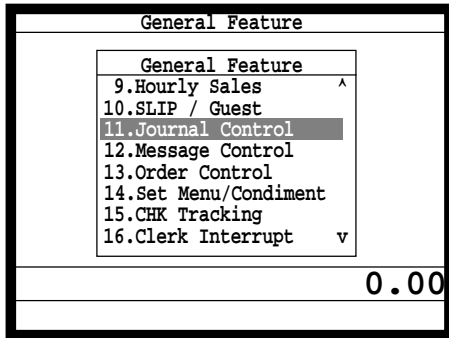 General Feature
General Feature
9.Hourly Sales ^
10.SLIP / Guest
11.Journal Control
12.Message Control
13.Order Control
14.Set Menu/Condiment
15.CHK Tracking
16.Clerk Interrupt v
0.00